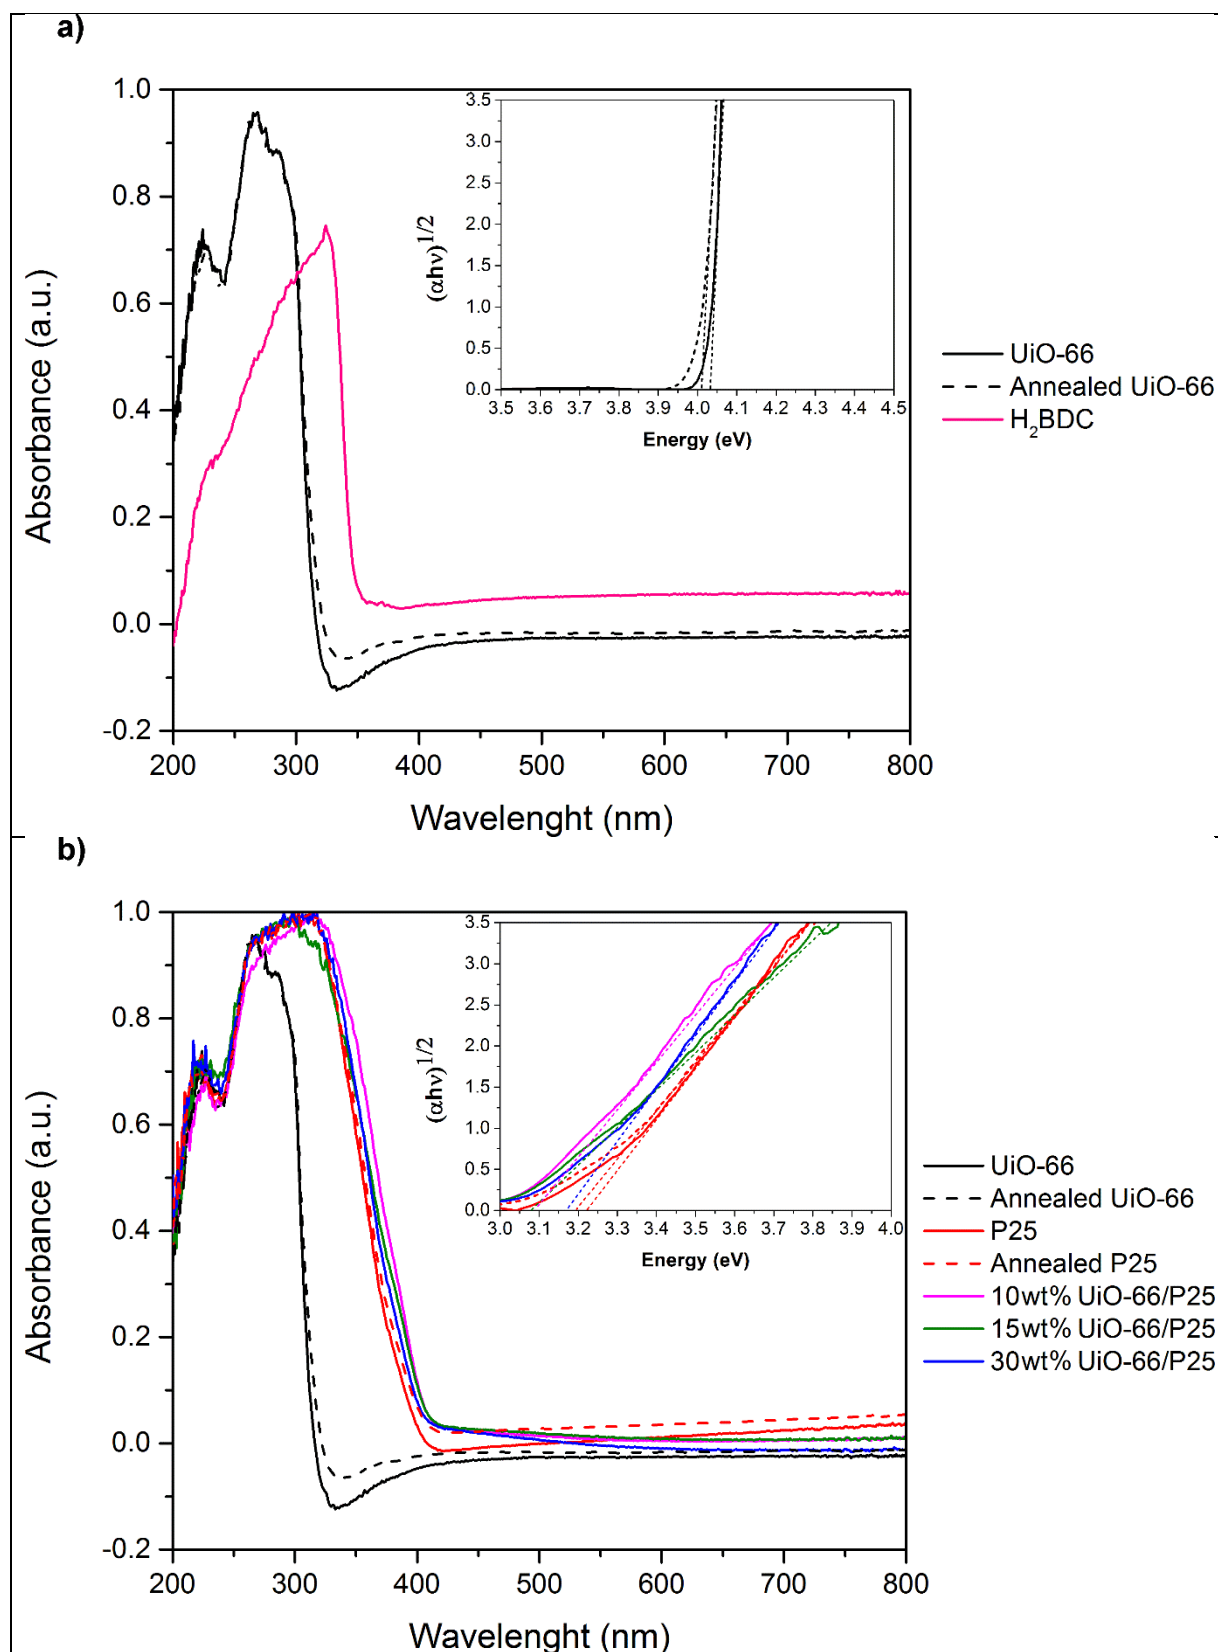 a)
1.0
0.8
0.6
0.4
0.2
0.0
-0.2
Absorbance (a.u.)
200 300 400 500 600 700 800
Wavelenght (nm)
3.5
3.0
2.5
2.0
1.5
1.0
0.5
0.0
(αhν)1/2
3.5 3.6 3.7 3.8 3.9 4.0 4.1 4.2 4.3 4.4 4.5
Energy (eV)
UiO-66
Annealed UiO-66
H2BDC
b)
1.0
0.8
0.6
0.4
0.2
0.0
-0.2
Absorbance (a.u.)
200 300 400 500 600 700 800
Wavelenght (nm)
3.5
3.0
2.5
2.0
1.5
1.0
0.5
0.0
(αhν)1/2
3.0 3.1 3.2 3.3 3.4 3.5 3.6 3.7 3.8 3.9 4.0
Energy (eV)
UiO-66
Annealed UiO-66
P25
Annealed P25
10wt% UiO-66/P25
15wt% UiO-66/P25
30wt% UiO-66/P25